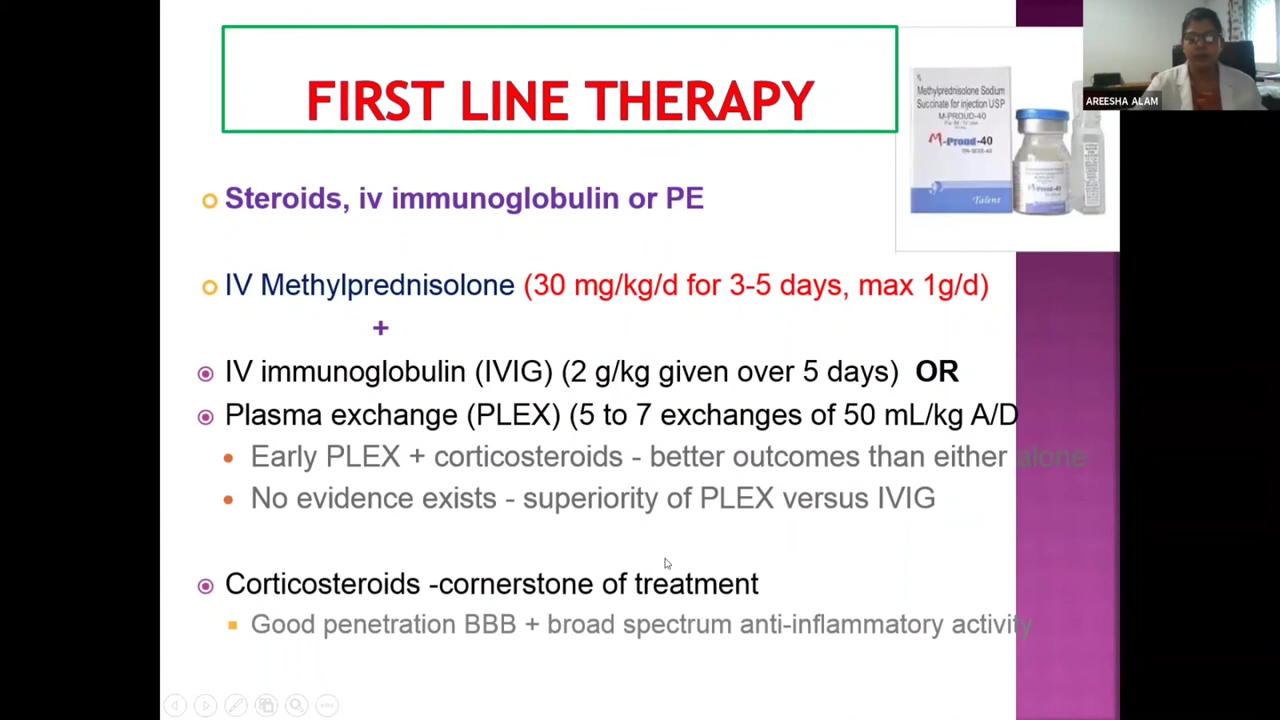 FIRST LINE THERAPY
Steroids, iv immunoglobulin or PE
IV Methylprednisolone (30 mg/kg/d for 3-5 days, max 1g/d)
+
IV immunoglobulin (IVIG) (2 g/kg given over 5 days) OR
Plasma exchange (PLEX) (5 to 7 exchanges of 50 mL/kg A/D
Early PLEX + corticosteroids - better outcomes than either alone
No evidence exists - superiority of PLEX versus IVIG
Corticosteroids -cornerstone of treatment
Good penetration BBB + broad spectrum anti-inflammatory activity
Methylprednisolone Sodium
Succinate for injection USP
M-PROUD-40
M-Proud-40
Talent
M-Proud-40
AREESHA ALAM